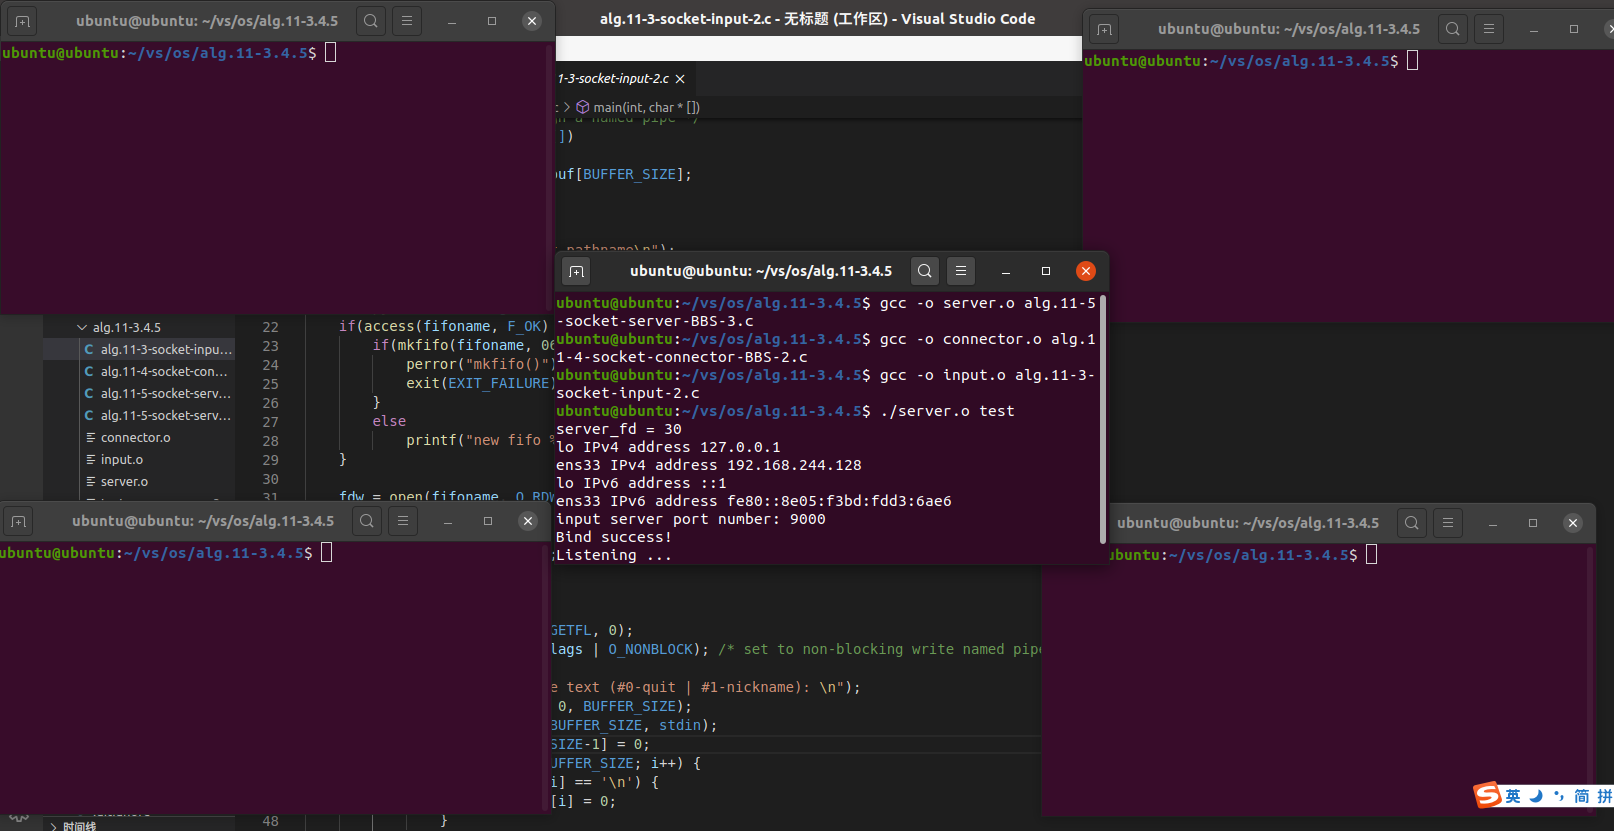 ubuntu@ubuntu: ~/vs/os/alg.11-3.4.5
ubuntu@ubuntu:~/vs/os/alg.11-3.4.5$
alg.11-3-socket-input-2.c - 无标题 (工作区) - Visual Studio Code
ubuntu@ubuntu: ~/vs/os/alg.11-3.4.5
ubuntu@ubuntu:~/vs/os/alg.11-3.4.5$
1-3-socket-input-2.c
c > main(int, char * [])
a named pipe */
])
buf[BUFFER_SIZE];
pathname\n");
ubuntu@ubuntu: ~/vs/os/alg.11-3.4.5
ubuntu@ubuntu:~/vs/os/alg.11-3.4.5$ gcc -o server.o alg.11-5
-socket-server-BBS-3.c
ubuntu@ubuntu:~/vs/os/alg.11-3.4.5$ gcc -o connector.o alg.1
1-4-socket-connector-BBS-2.c
ubuntu@ubuntu:~/vs/os/alg.11-3.4.5$ gcc -o input.o alg.11-3-
socket-input-2.c
ubuntu@ubuntu:~/vs/os/alg.11-3.4.5$ ./server.o test
server_fd = 30
lo IPv4 address 127.0.0.1
ens33 IPv4 address 192.168.244.128
lo IPv6 address ::1
ens33 IPv6 address fe80::8e05:f3bd:fdd3:6ae6
input server port number: 9000
Bind success!
Listening ...
alg.11-3.4.5
C alg.11-3-socket-inpu...
C alg.11-4-socket-con...
C alg.11-5-socket-serv...
C alg.11-5-socket-serv...
connector.o
input.o
server.o
22 if(access(fifoname, F_OK)
23 if(mkfifo(fifoname, 06
24 perror("mkfifo()")
25 exit(EXIT_FAILURE)
26 }
27 else
28 printf("new fifo %
29 }
30
31 fdw = open(fifoname, O_RDW
ubuntu@ubuntu: ~/vs/os/alg.11-3.4.5
ubuntu@ubuntu:~/vs/os/alg.11-3.4.5$
ubuntu@ubuntu: ~/vs/os/alg.11-3.4.5
ubuntu:~/vs/os/alg.11-3.4.5$
GETFL, 0);
lags | O_NONBLOCK); /* set to non-blocking write named pipe
e text (#0-quit | #1-nickname): \n");
0, BUFFER_SIZE);
BUFFER_SIZE, stdin);
SIZE-1] = 0;
UFFER_SIZE; i++) {
i] == '\n') {
[i] = 0;
48 }
时间线
S 英 简 拼